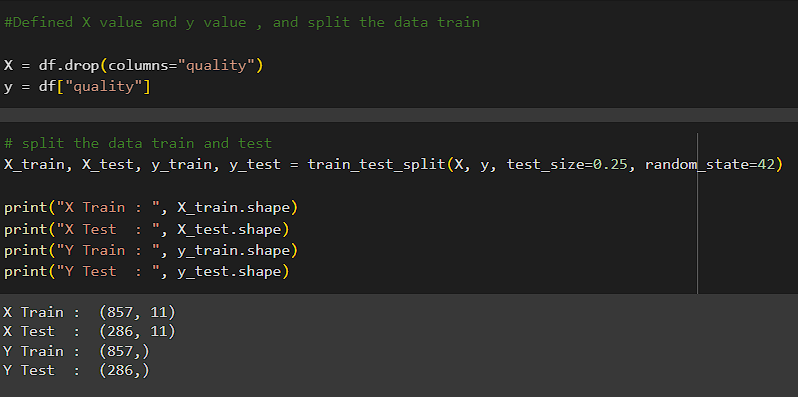 #Defined X value and y value , and split the data train
X = df.drop(columns="quality")
y = df["quality"]
# split the data train and test
X_train, X_test, y_train, y_test = train_test_split(X, y, test_size=0.25, random_state=42)
print("X Train : ", X_train.shape)
print("X Test  : ", X_test.shape)
print("Y Train : ", y_train.shape)
print("Y Test  : ", y_test.shape)
X Train :  (857, 11)
X Test  :  (286, 11)
Y Train :  (857,)
Y Test  :  (286,)